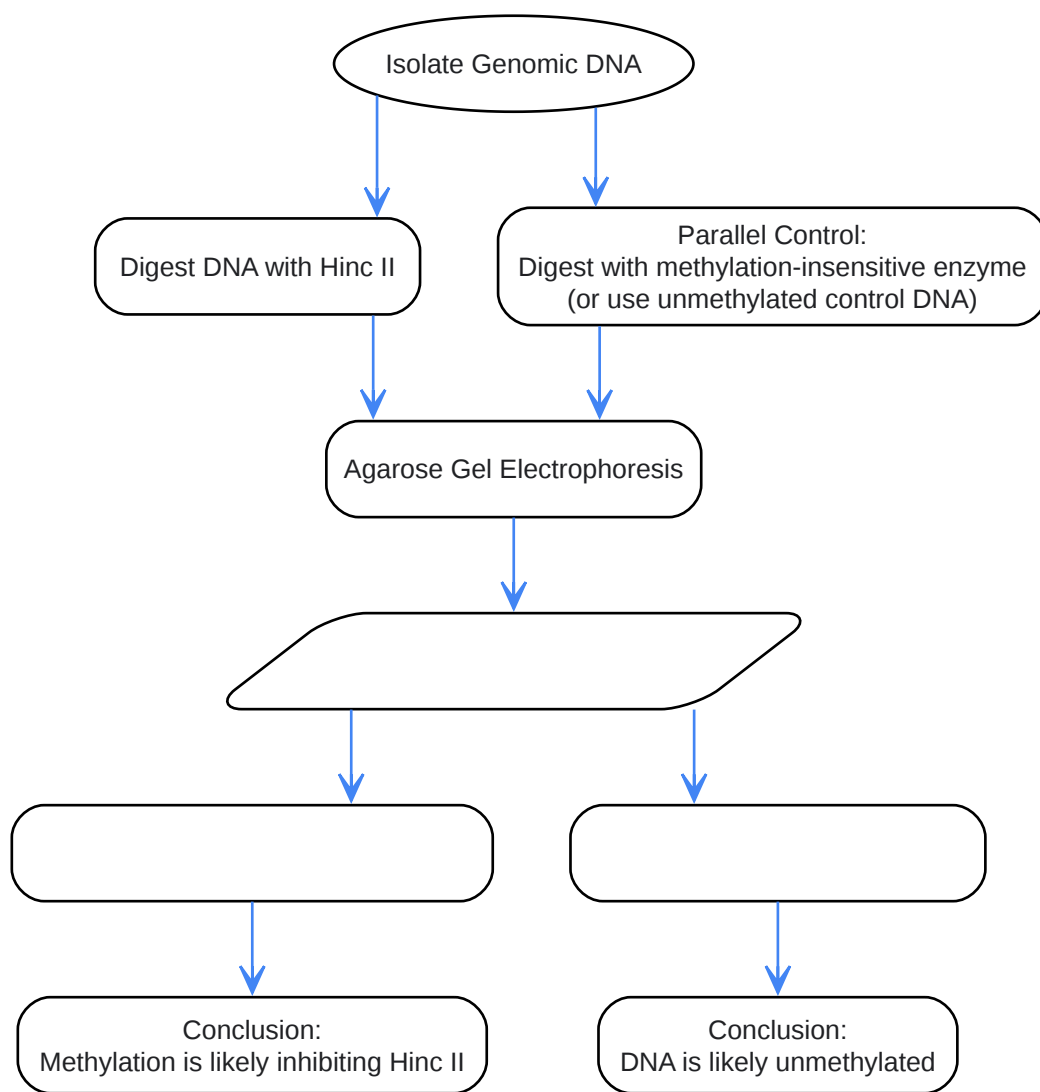 Isolate Genomic DNA
Digest DNA with Hinc II
Parallel Control:
Digest with methylation-insensitive enzyme
(or use unmethylated control DNA)
Agarose Gel Electrophoresis
Conclusion:
Methylation is likely inhibiting Hinc II
Conclusion:
DNA is likely unmethylated